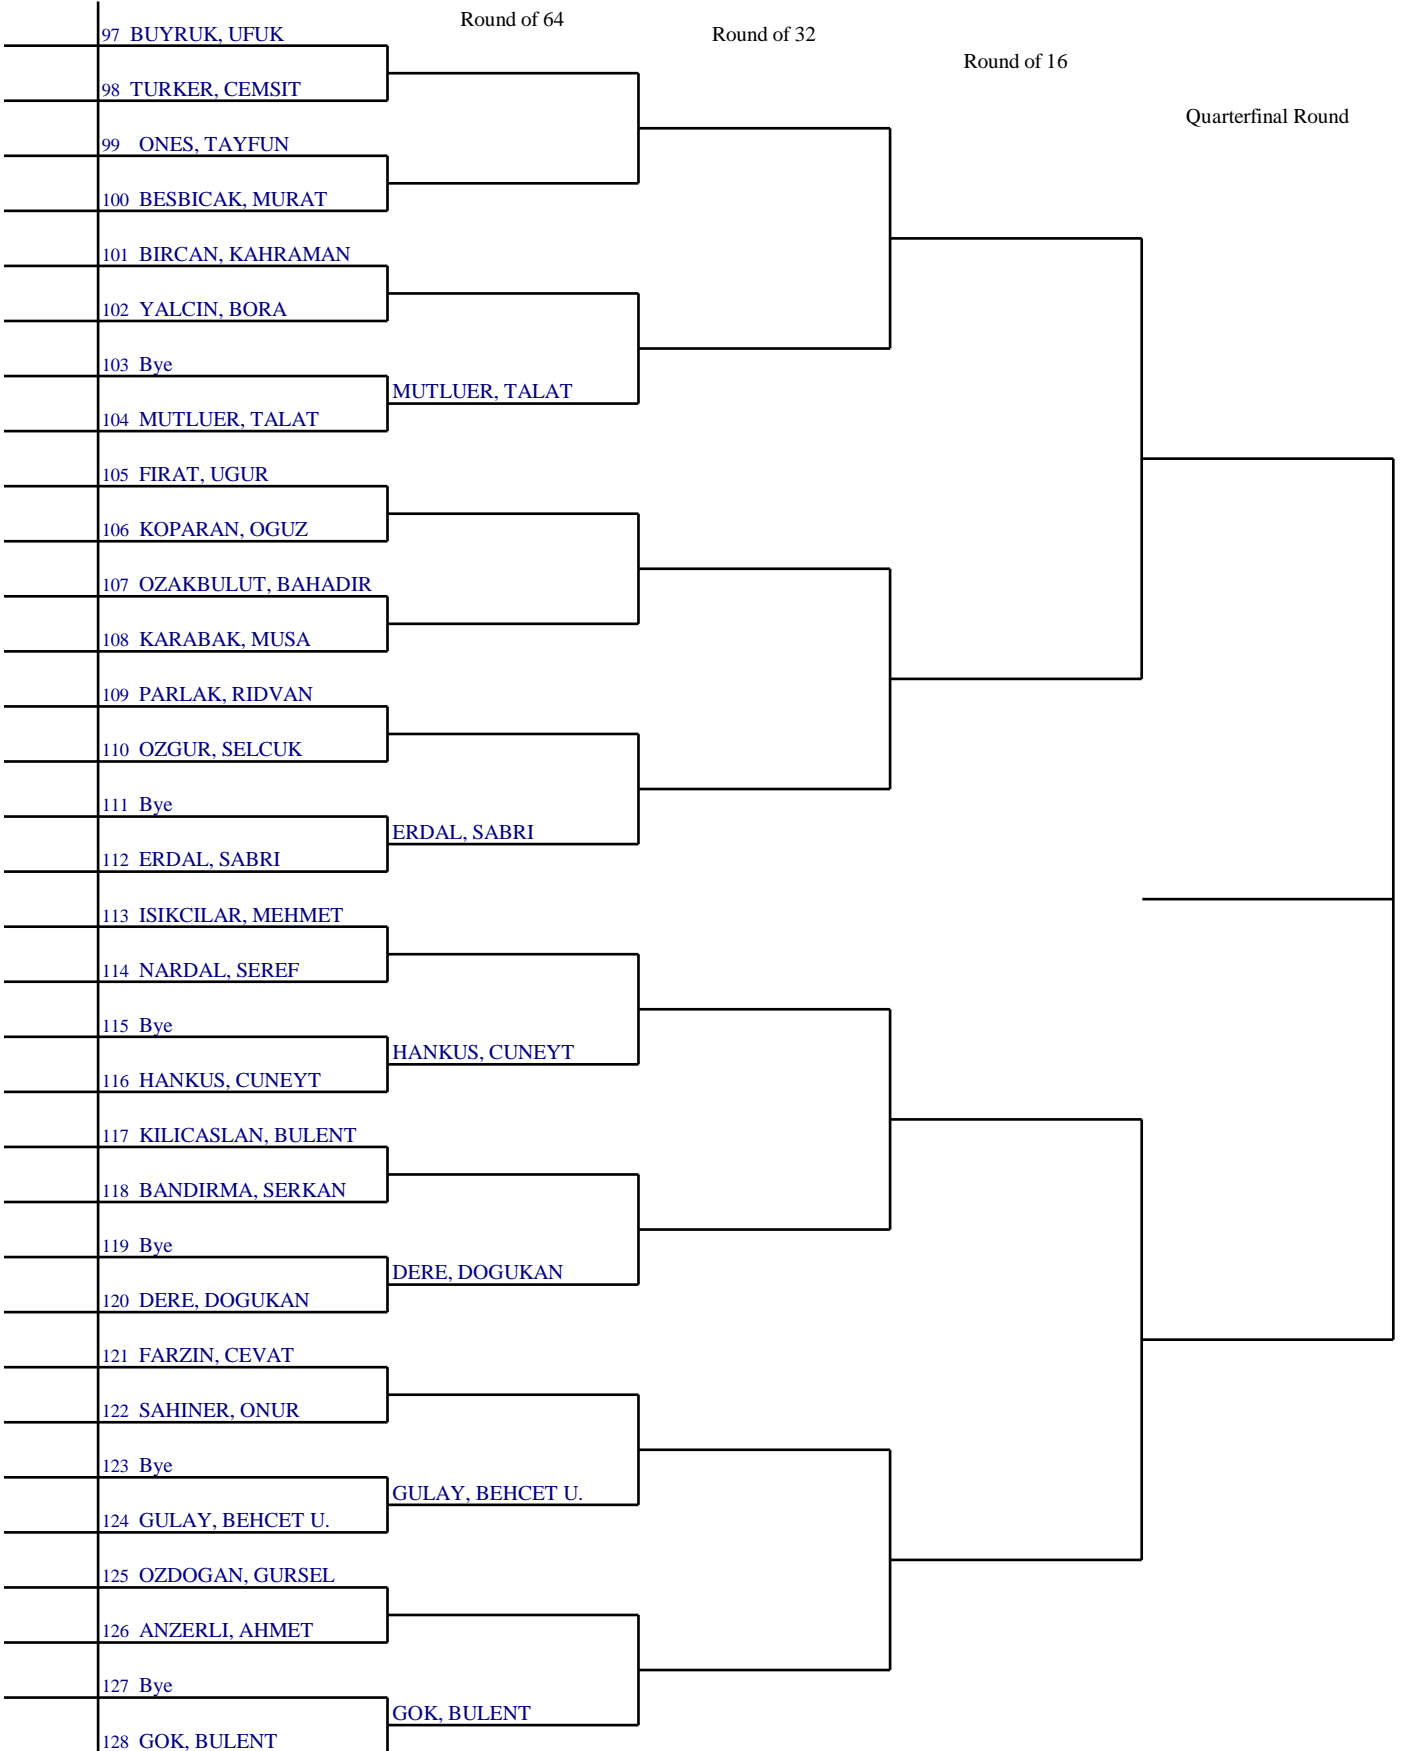 Round of 64
Round of 32
Round of 16
Quarterfinal Round
97 BUYRUK, UFUK
98 TURKER, CEMSIT
99 ONES, TAYFUN
100 BESBICAK, MURAT
101 BIRCAN, KAHRAMAN
102 YALCIN, BORA
103 Bye
MUTLUER, TALAT
104 MUTLUER, TALAT
105 FIRAT, UGUR
106 KOPARAN, OGUZ
107 OZAKBULUT, BAHADIR
108 KARABAK, MUSA
109 PARLAK, RIDVAN
110 OZGUR, SELCUK
111 Bye
ERDAL, SABRI
112 ERDAL, SABRI
113 ISIKCILAR, MEHMET
114 NARDAL, SEREF
115 Bye
HANKUS, CUNEYT
116 HANKUS, CUNEYT
117 KILICASLAN, BULENT
118 BANDIRMA, SERKAN
119 Bye
DERE, DOGUKAN
120 DERE, DOGUKAN
121 FARZIN, CEVAT
122 SAHINER, ONUR
123 Bye
GULAY, BEHCET U.
124 GULAY, BEHCET U.
125 OZDOGAN, GURSEL
126 ANZERLI, AHMET
127 Bye
GOK, BULENT
128 GOK, BULENT